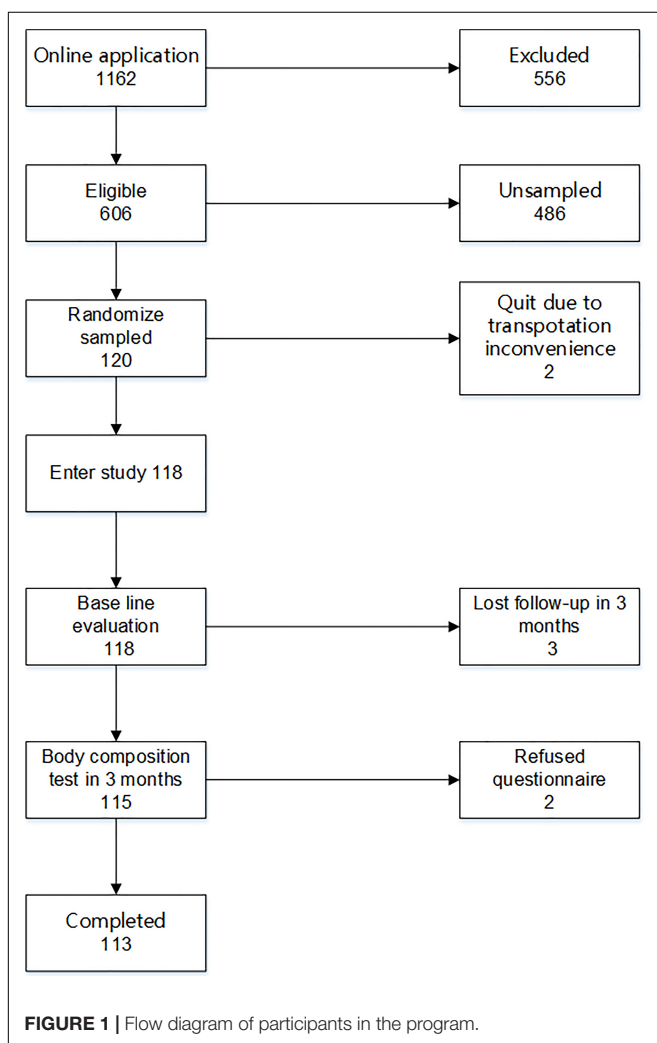 Online application
1162
Excluded
556
Eligible
606
Unsampled
486
Randomize
sampled
120
Quit due to
transpotation
inconvenience
2
Enter study 118
Base line
evaluation
118
Lost follow-up in 3
months
3
Body composition
test in 3 months
115
Refused
questionnaire
2
Completed
113
FIGURE 1 | Flow diagram of participants in the program.